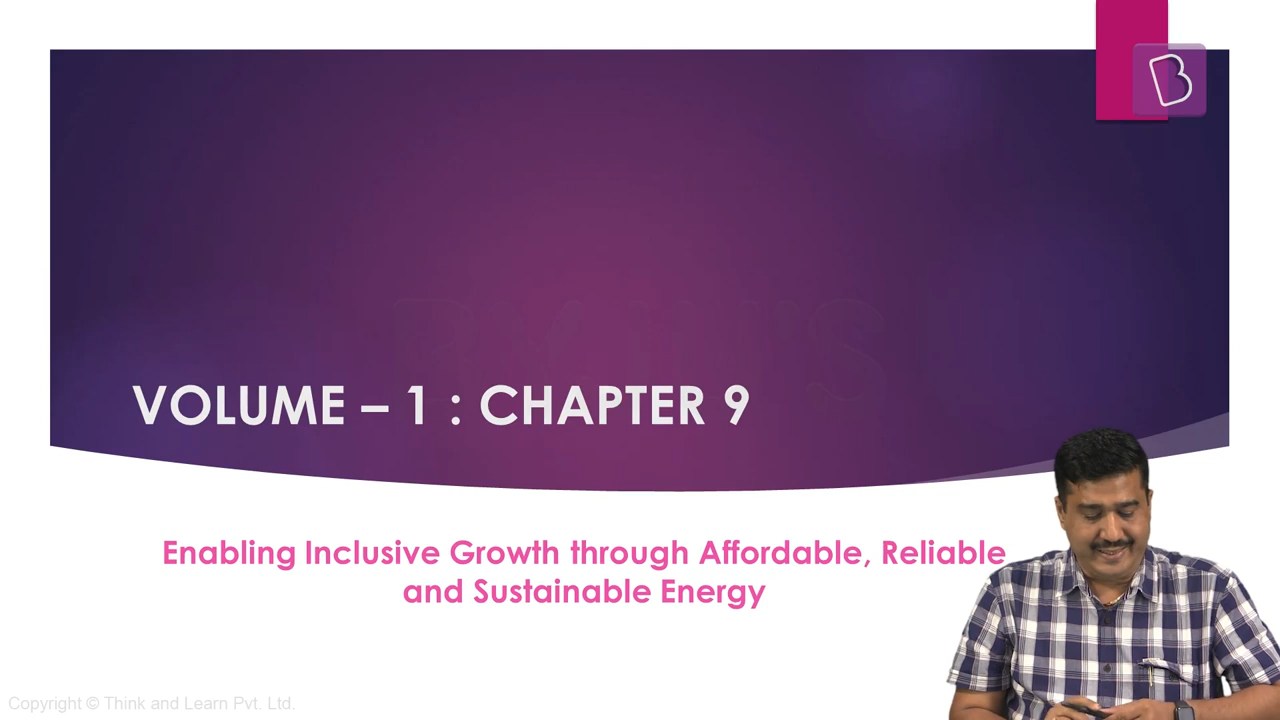 B
VOLUME – 1 : CHAPTER 9
Enabling Inclusive Growth through Affordable, Reliable
and Sustainable Energy
Copyright © Think and Learn Pvt. Ltd.